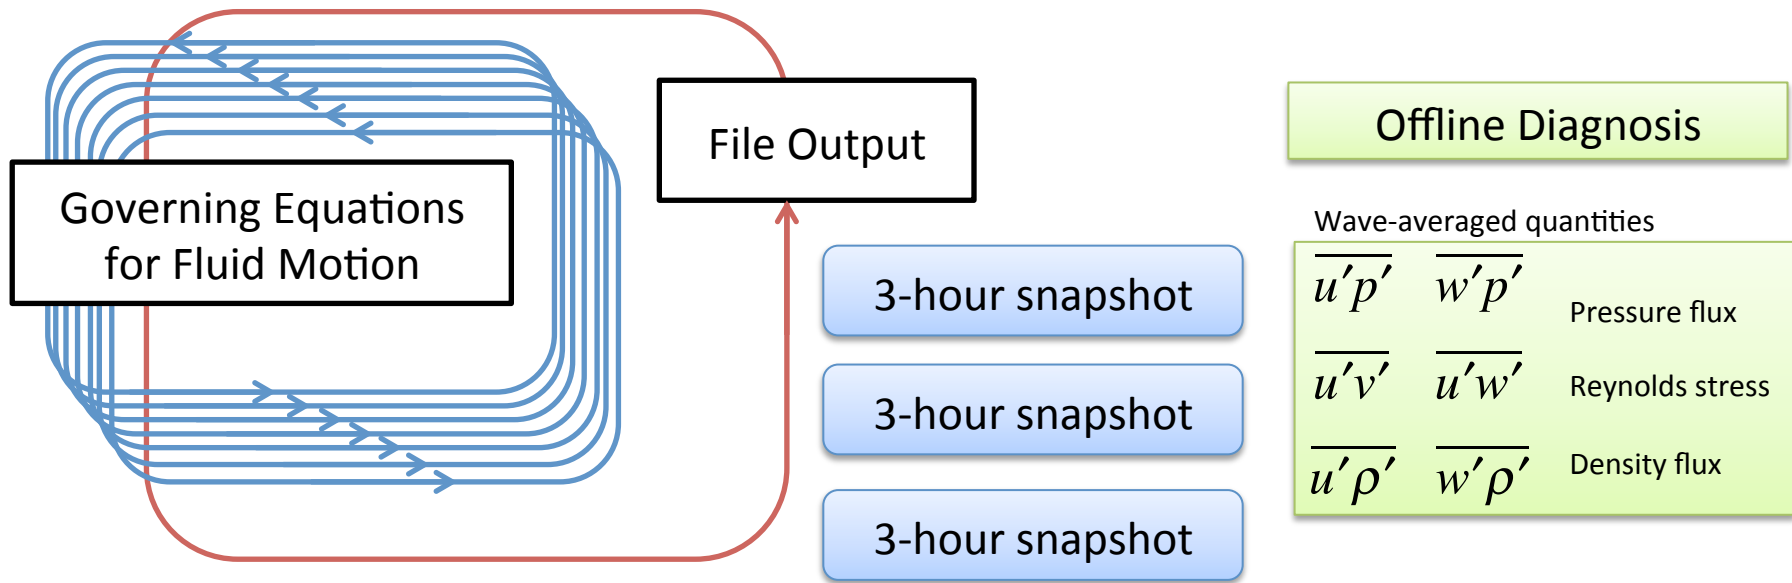 Governing Equations
for Fluid Motion
File Output
3-hour snapshot
3-hour snapshot
3-hour snapshot
Offline Diagnosis
Wave-averaged quantities
u′p′ w′p′ Pressure flux
u′v′ u′w′ Reynolds stress
u′ρ′ w′ρ′ Density flux